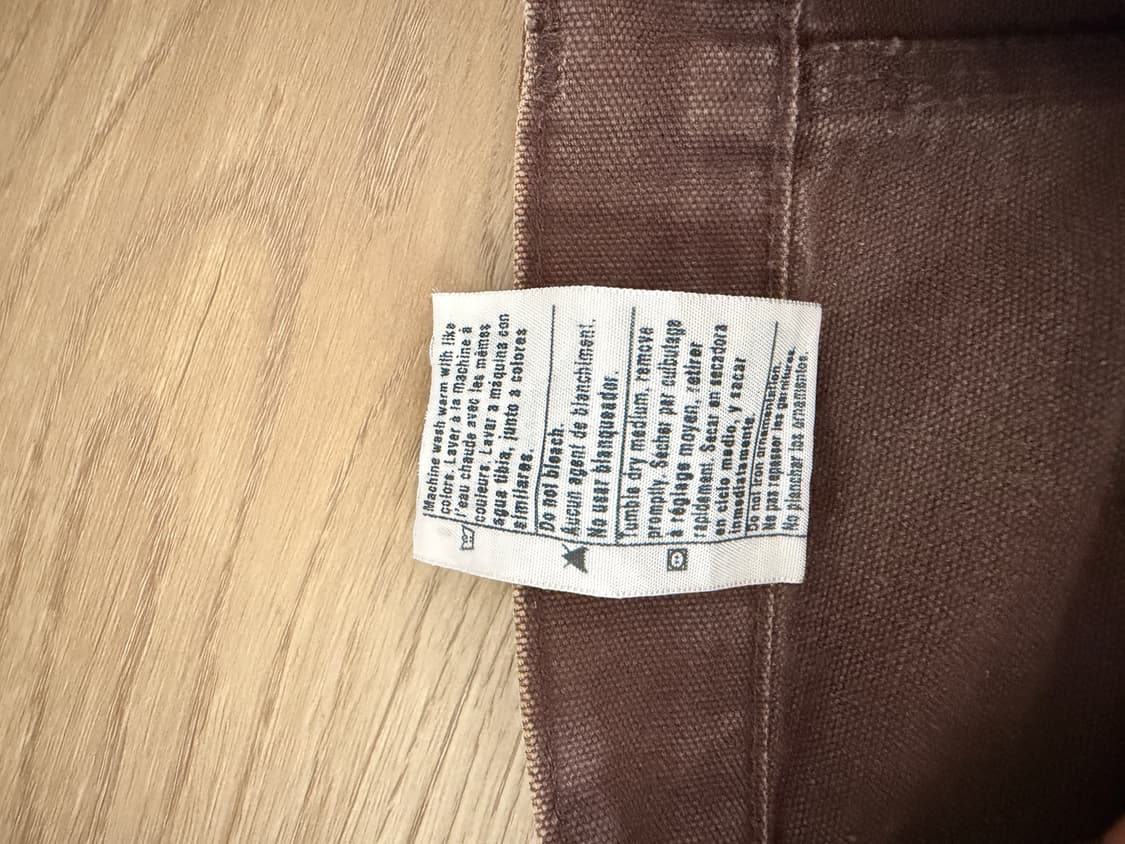 Machine wash warm with like
colors. Laver à la machine à
l'eau chaude avec les mêmes
couleurs. Lavar a máquina con
agua tibia, junto a colores
similares.
Do not bleach.
Aucun agent de blanchiment.
No usar blanqueador.
Tumble dry medium, remove
promptly. Sécher par culbutage
à réglage moyen, retirer
rapidement. Secar en secadora
en ciclo medio, y sacar
inmediatamente.
Do not iron ornamentation.
Ne pas repasser les garnitures.
No planchar los ornamentos.